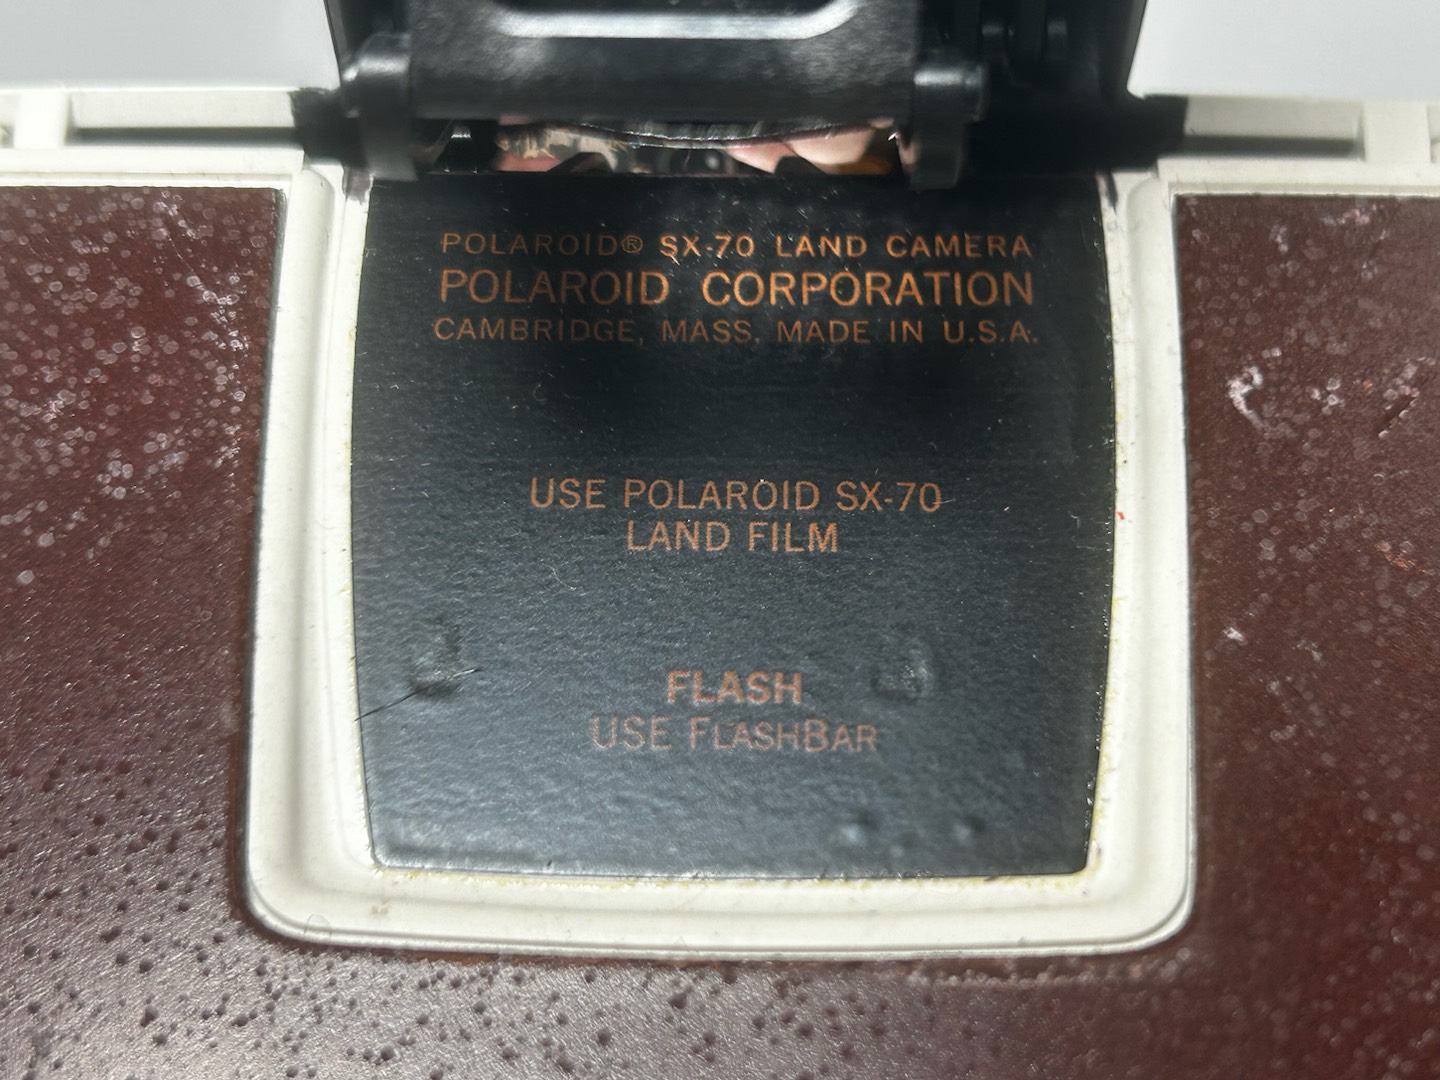 POLAROID® SX-70 LAND CAMERA
POLAROID CORPORATION
CAMBRIDGE, MASS. MADE IN U.S.A.
USE POLAROID SX-70
LAND FILM
FLASH
USE FLASHBAR